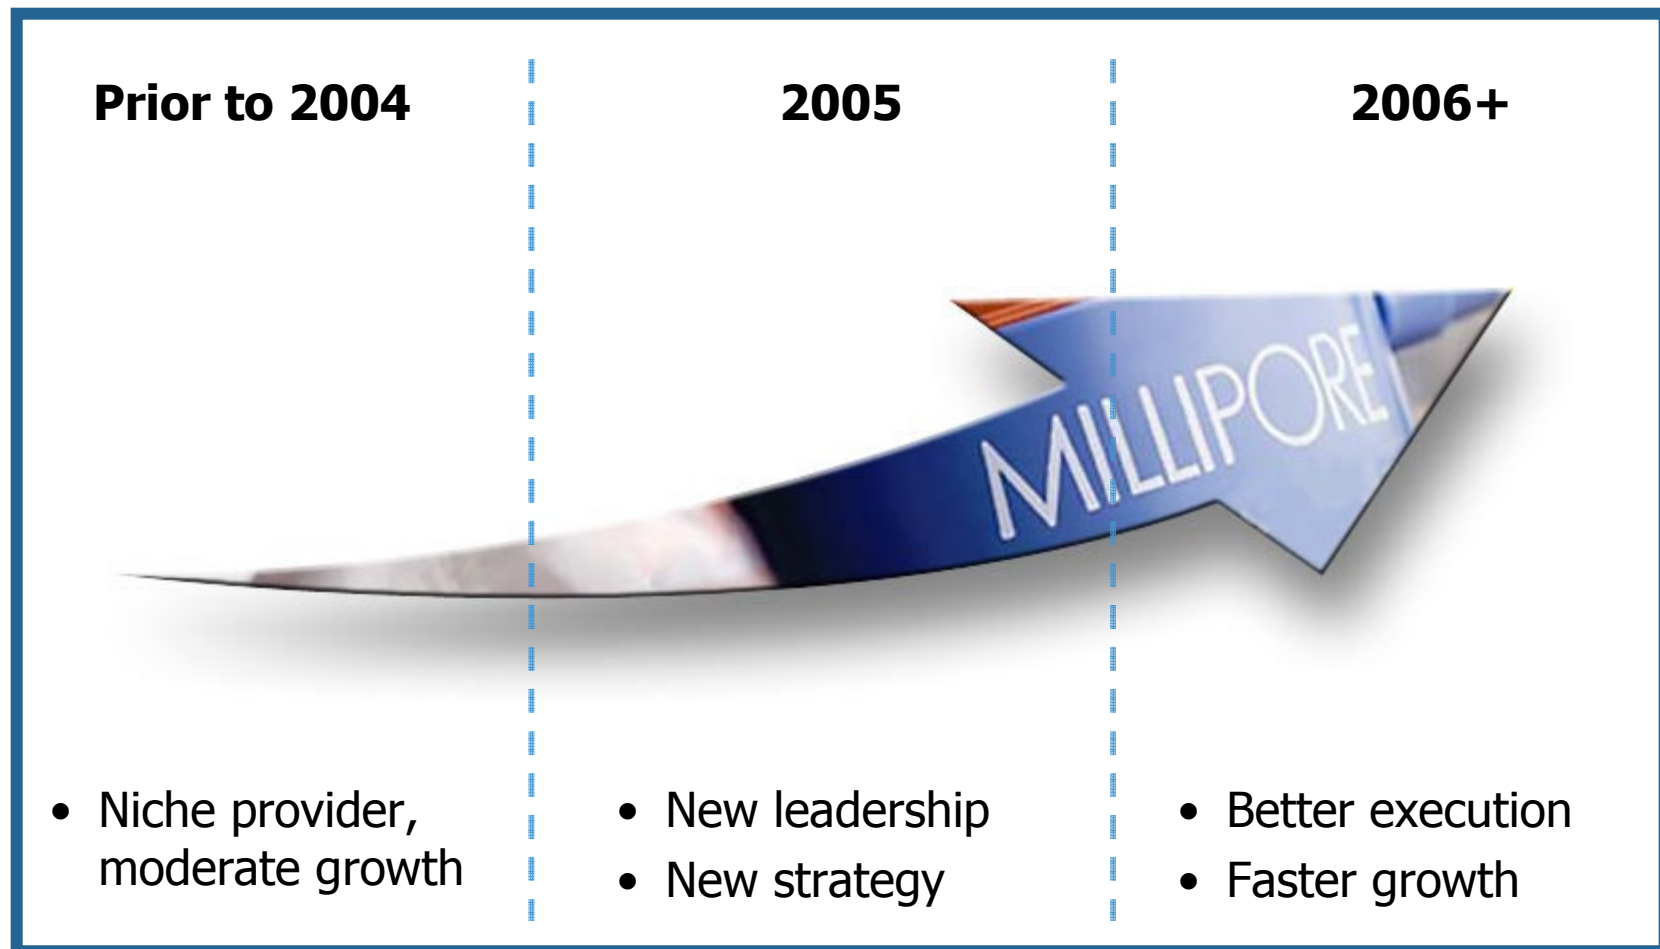 Prior to 2004
2005
2006+
MILLIPORE
• Niche provider,
moderate growth
• New leadership
• New strategy
• Better execution
• Faster growth